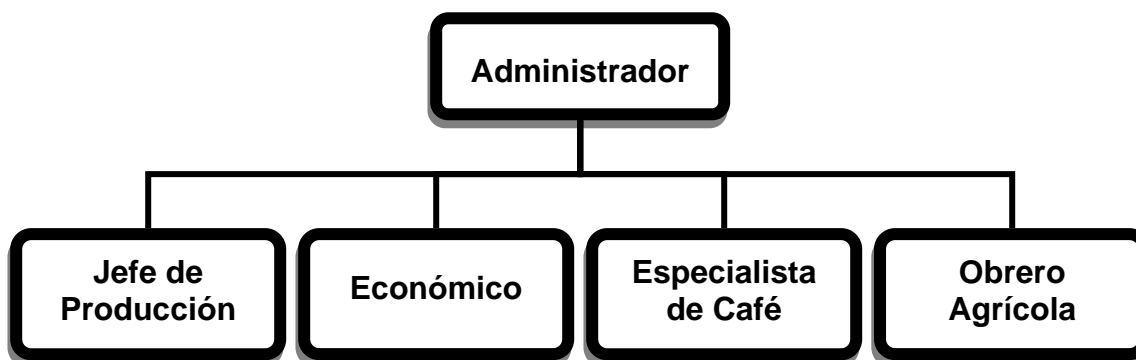 Administrador
Jefe de
Producción
Económico
Especialista
de Café
Obrero
Agrícola